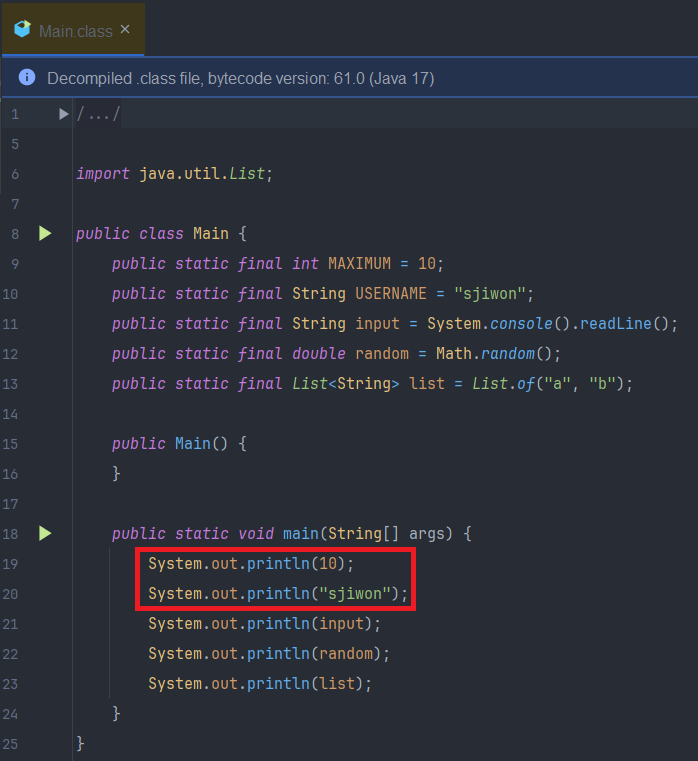 Main.class ×
Decompiled .class file, bytecode version: 61.0 (Java 17)
1 /.../
5
6 import java.util.List;
7
8 public class Main {
9     public static final int MAXIMUM = 10;
10     public static final String USERNAME = "sjiwon";
11     public static final String input = System.console().readLine();
12     public static final double random = Math.random();
13     public static final List<String> list = List.of("a", "b");
14
15     public Main() {
16     }
17
18     public static void main(String[] args) {
19         System.out.println(10);
20         System.out.println("sjiwon");
21         System.out.println(input);
22         System.out.println(random);
23         System.out.println(list);
24     }
25 }